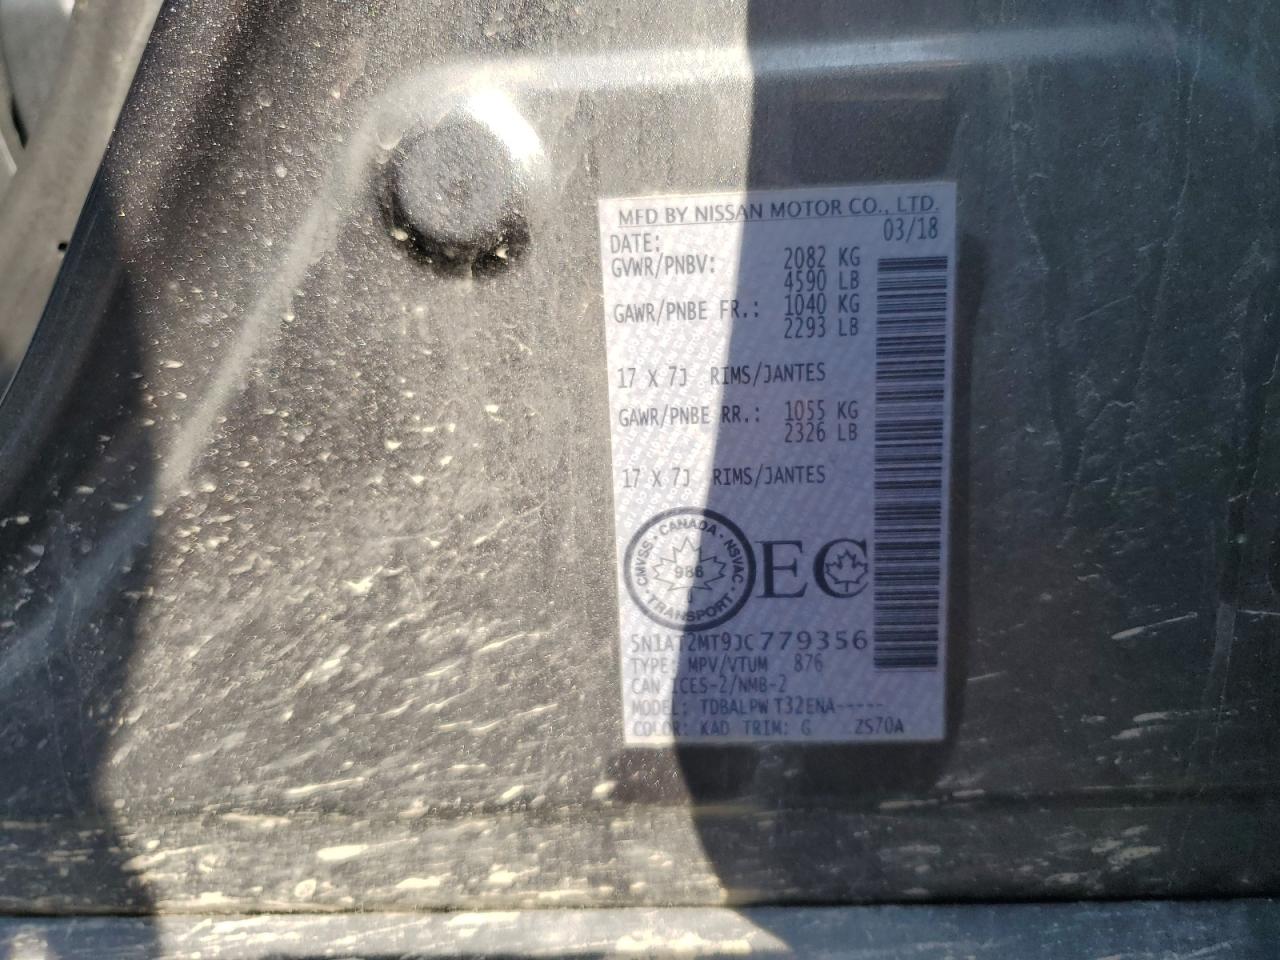 MFD BY NISSAN MOTOR CO., LTD.
DATE: 03/18
GVWR/PNBV: 2082 KG
4590 LB
GAWR/PNBE FR.: 1040 KG
2293 LB
17 X 7J RIMS/JANTES
GAWR/PNBE RR.: 1055 KG
2326 LB
17 X 7J RIMS/JANTES
CMVSS · CANADA · NSVAC · TRANSPORT ·
986
EC
5N1AT2MT9JC779356
TYPE: MPV/VTUM 876
CAN ICES-2/NMB-2
MODEL: TDBALPW T32ENA-----
COLOR: KAD TRIM: G ZS70A